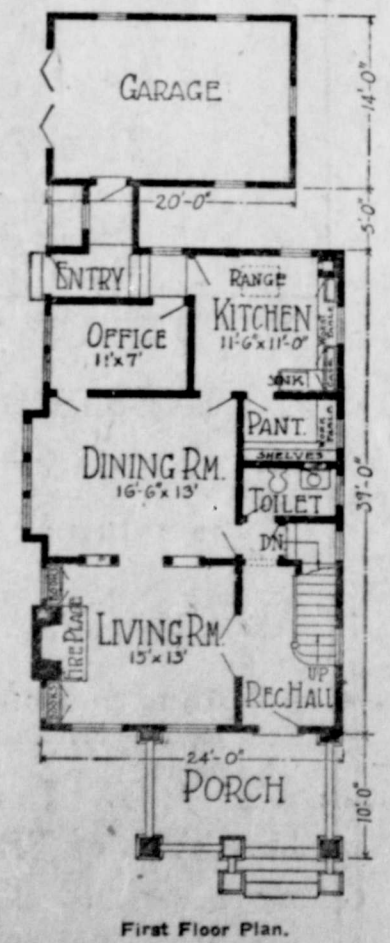 GARAGE
14'-0"
20'-0"
5'-0"
ENTRY
RANGE
KITCHEN
11'-6"x11'-0"
OFFICE
11'x7'
SINK
PANT.
SHELVES
DINING RM.
16'-6"x13'
TOILET
39'-0"
DN
LIVING RM.
15'x13'
FIRE PLACE
BOOKS
UP
REC.HALL
24'-0"
PORCH
10'-0"
First Floor Plan.